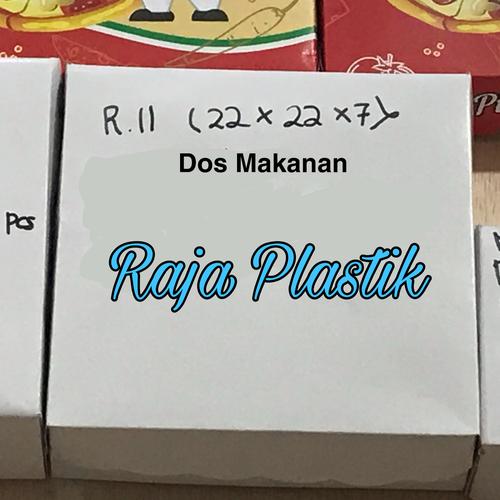 R.11 (22 x 22 x 7)
Dos Makanan
pcs
Raja Plastik